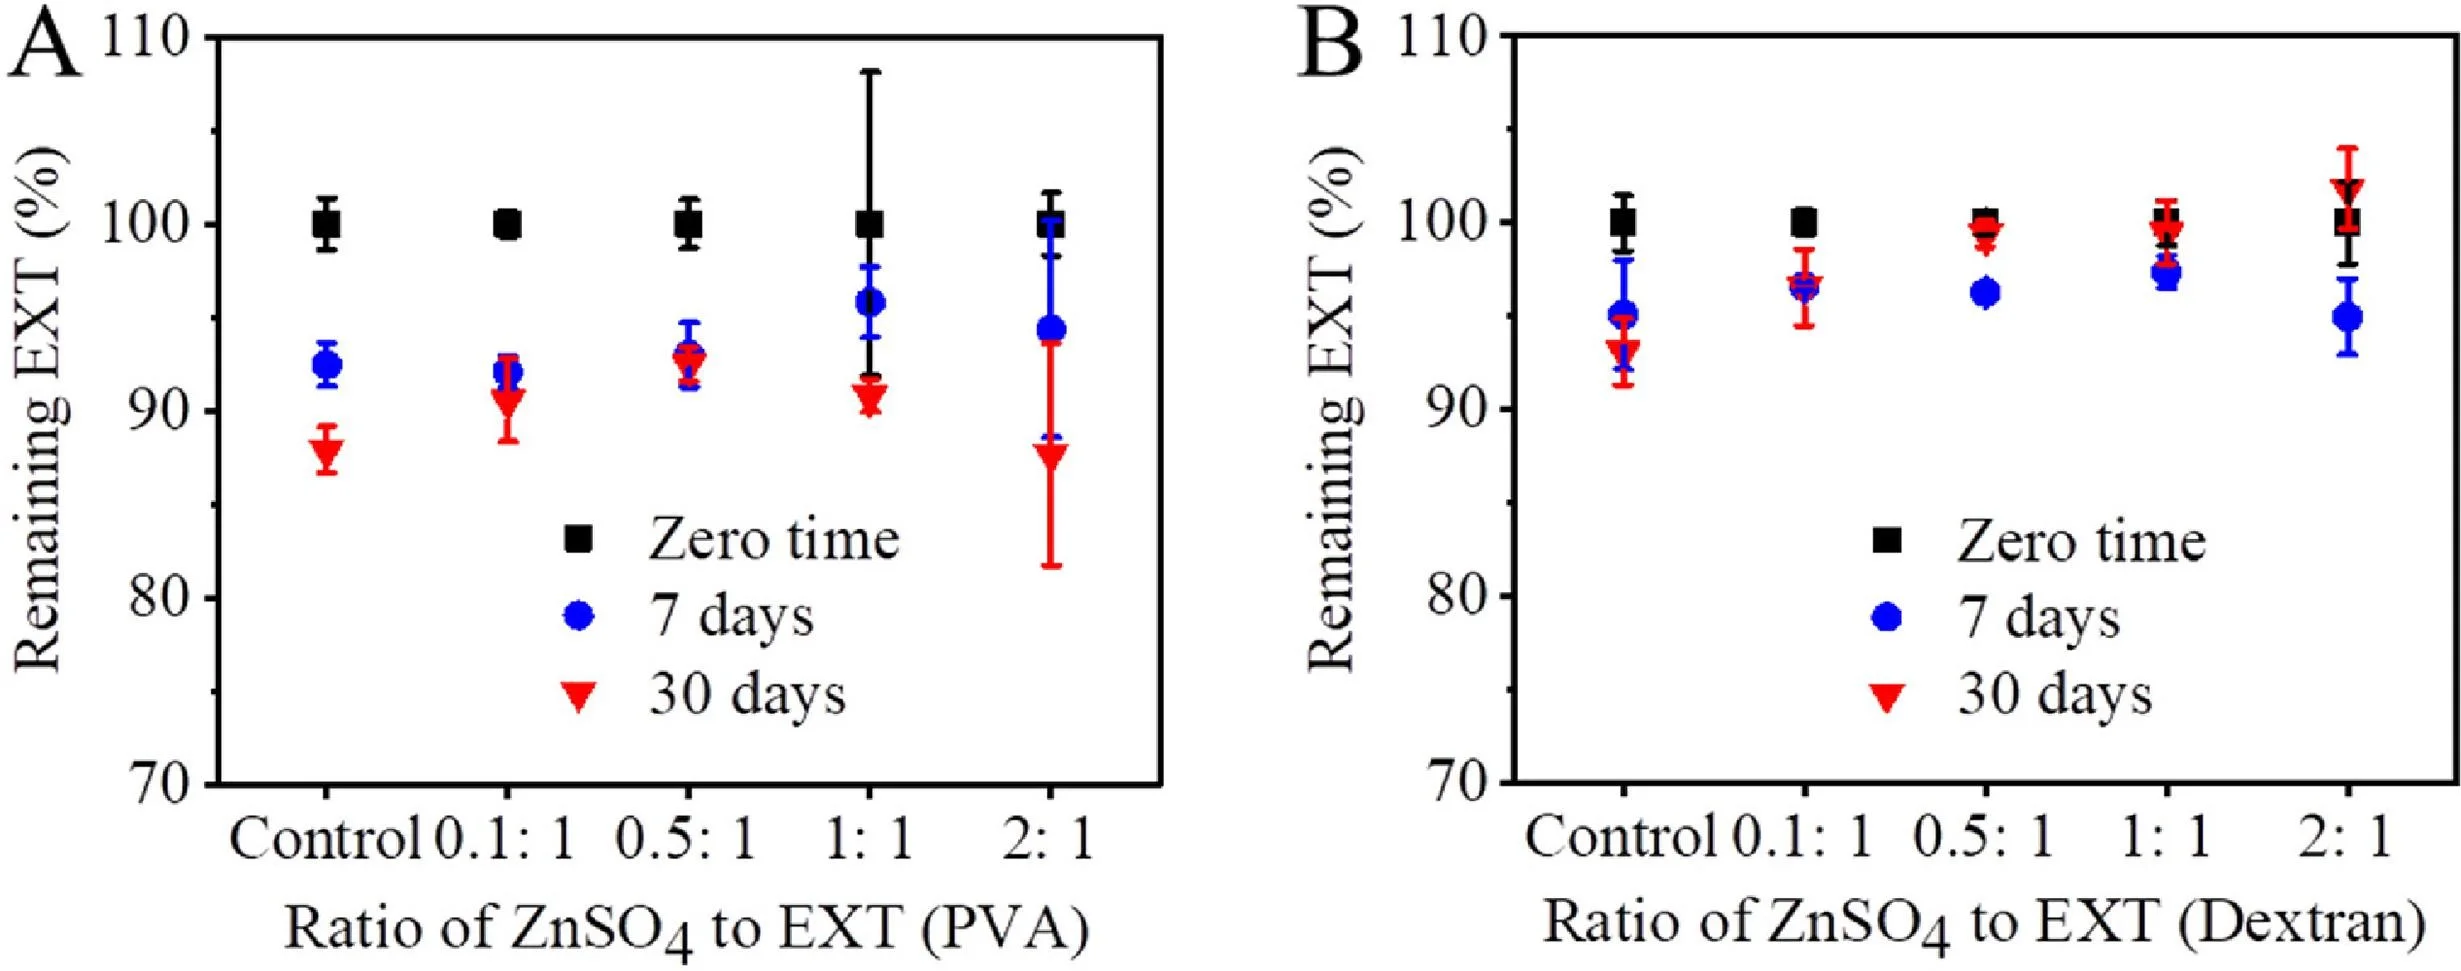 A
110
100
90
80
70
Remaining EXT (%)
Zero time
7 days
30 days
Control 0.1: 1 0.5: 1 1: 1 2: 1
Ratio of ZnSO4 to EXT (PVA)
B
110
100
90
80
70
Remaining EXT (%)
Zero time
7 days
30 days
Control 0.1: 1 0.5: 1 1: 1 2: 1
Ratio of ZnSO4 to EXT (Dextran)